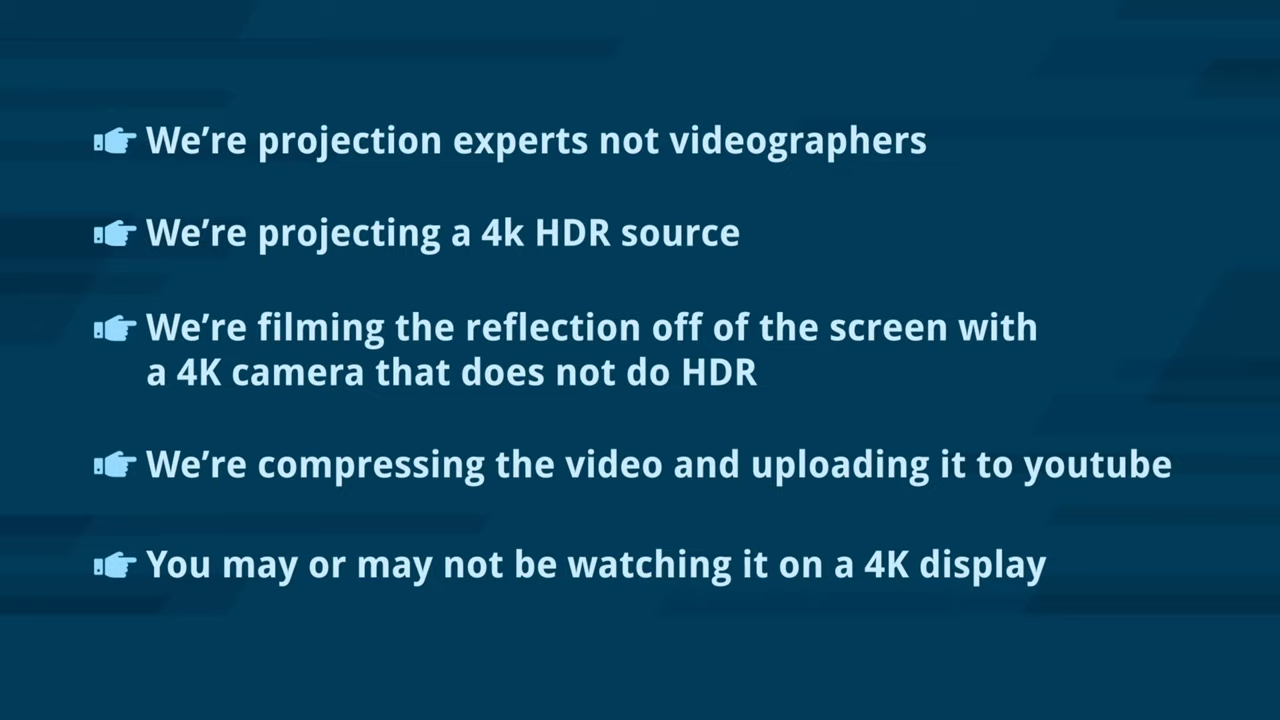 We’re projection experts not videographers
We’re projecting a 4k HDR source
We’re filming the reflection off of the screen with
a 4K camera that does not do HDR
We’re compressing the video and uploading it to youtube
You may or may not be watching it on a 4K display